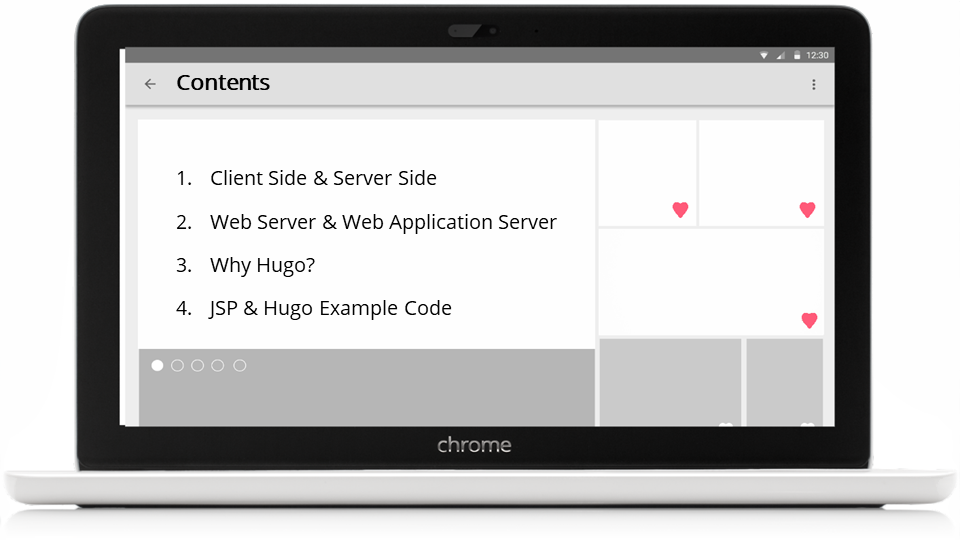 12:30
Contents
1. Client Side & Server Side
2. Web Server & Web Application Server
3. Why Hugo?
4. JSP & Hugo Example Code
chrome